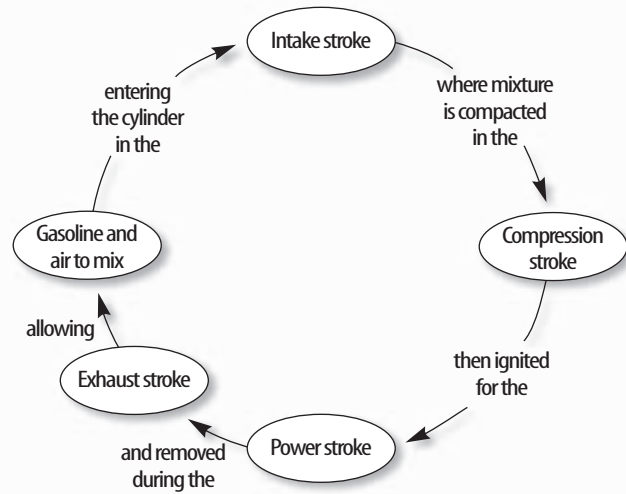 Intake stroke
where mixture
is compacted
in the
Compression
stroke
then ignited
for the
Power stroke
and removed
during the
Exhaust stroke
allowing
Gasoline and
air to mix
entering
the cylinder
in the